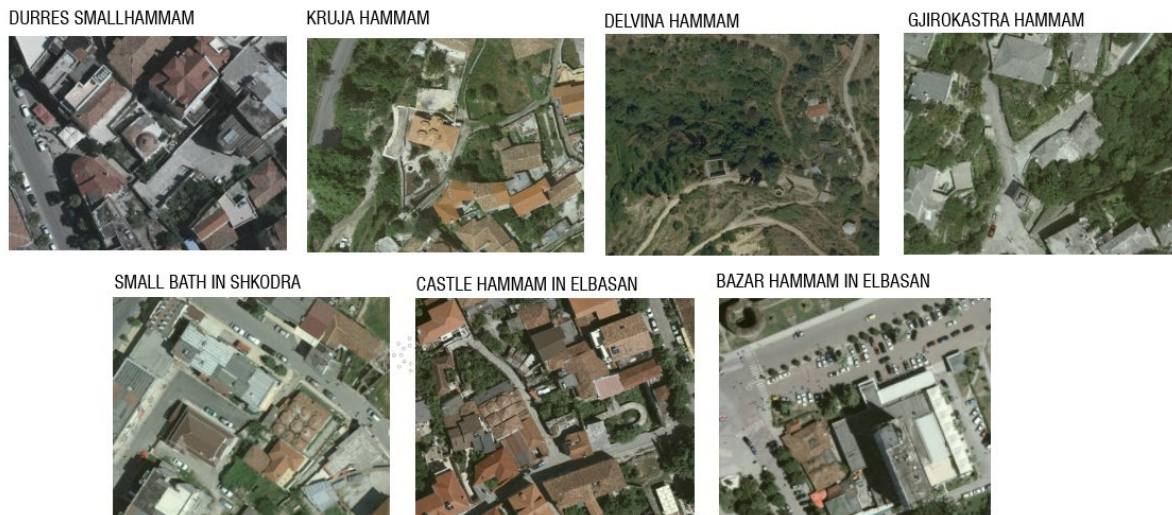 DURRES SMALLHAMMAM
KRUJA HAMMAM
DELVINA HAMMAM
GJIROKASTRA HAMMAM
SMALL BATH IN SHKODRA
CASTLE HAMMAM IN ELBASAN
BAZAR HAMMAM IN ELBASAN